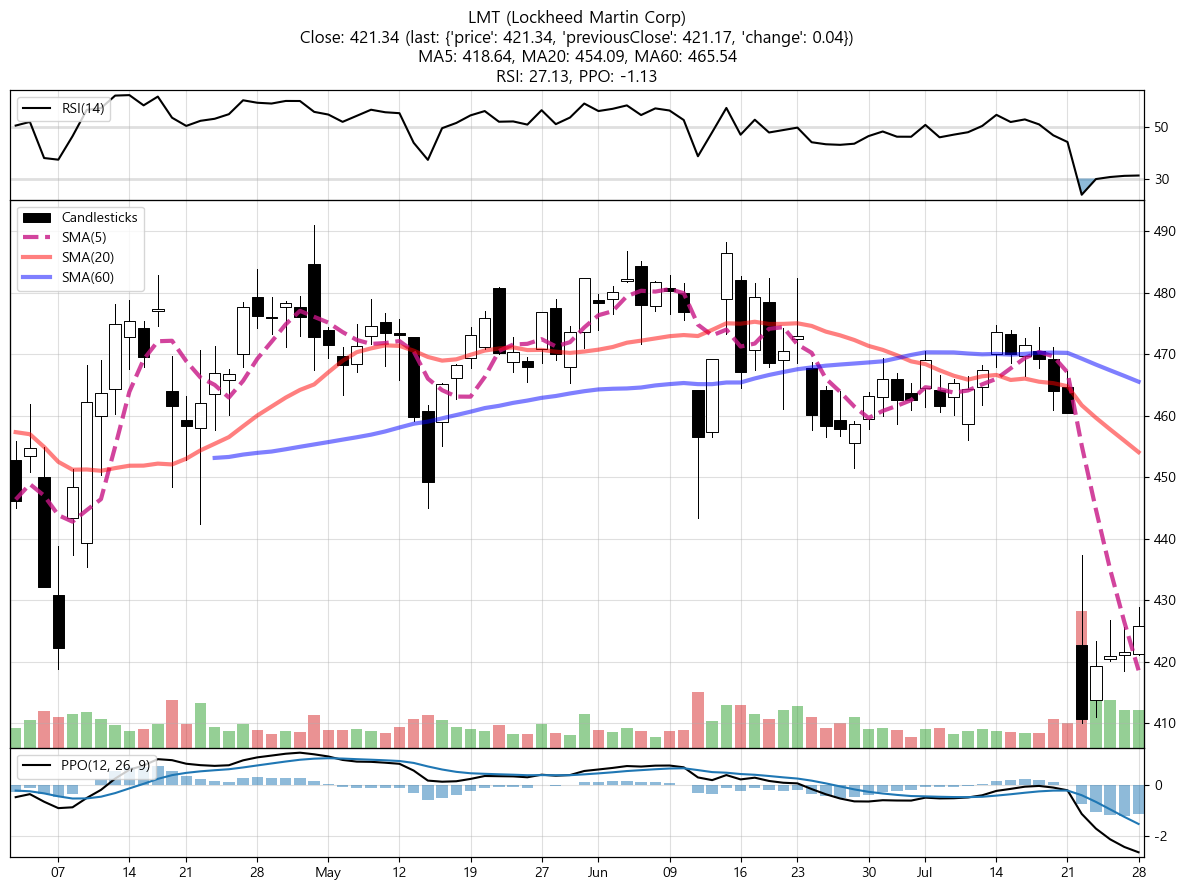 LMT (Lockheed Martin Corp)
Close: 421.34 (last: {'price': 421.34, 'previousClose': 421.17, 'change': 0.04})
MA5: 418.64, MA20: 454.09, MA60: 465.54
RSI: 27.13, PPO: -1.13
RSI(14)
50
30
Candlesticks
SMA(5)
SMA(20)
SMA(60)
490
480
470
460
450
440
430
420
410
PPO(12, 26, 9)
0
-2
07 14 21 28 May 12 19 27 Jun 09 16 23 30 Jul 14 21 28